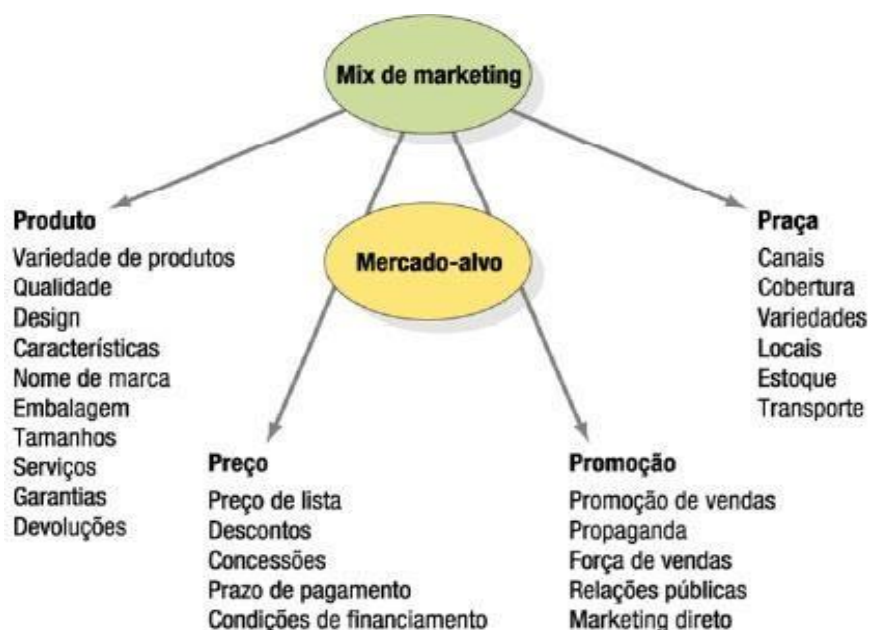 Mix de marketing
Mercado-alvo
Produto
Variedade de produtos
Qualidade
Design
Características
Nome de marca
Embalagem
Tamanhos
Serviços
Garantias
Devoluções
Preço
Preço de lista
Descontos
Concessões
Prazo de pagamento
Condições de financiamento
Promoção
Promoção de vendas
Propaganda
Força de vendas
Relações públicas
Marketing direto
Praça
Canais
Cobertura
Variedades
Locais
Estoque
Transporte